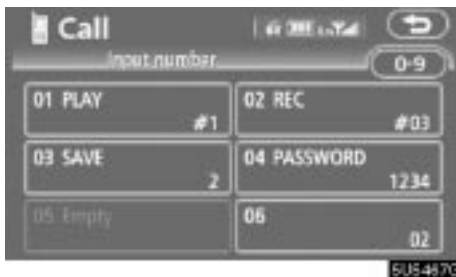 Call
Input number
0-9
01 PLAY
#1
02 REC
#03
03 SAVE
2
04 PASSWORD
1234
05 Empty
06
02